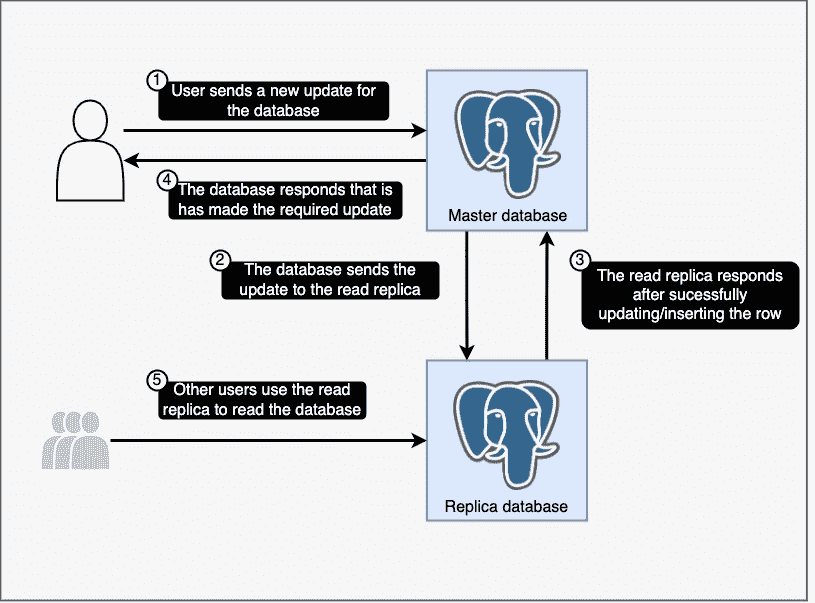 1
User sends a new update for
the database
4
The database responds that is
has made the required update
Master database
2
The database sends the
update to the read replica
3
The read replica responds
after sucessfully
updating/inserting the row
5
Other users use the read
replica to read the database
Replica database